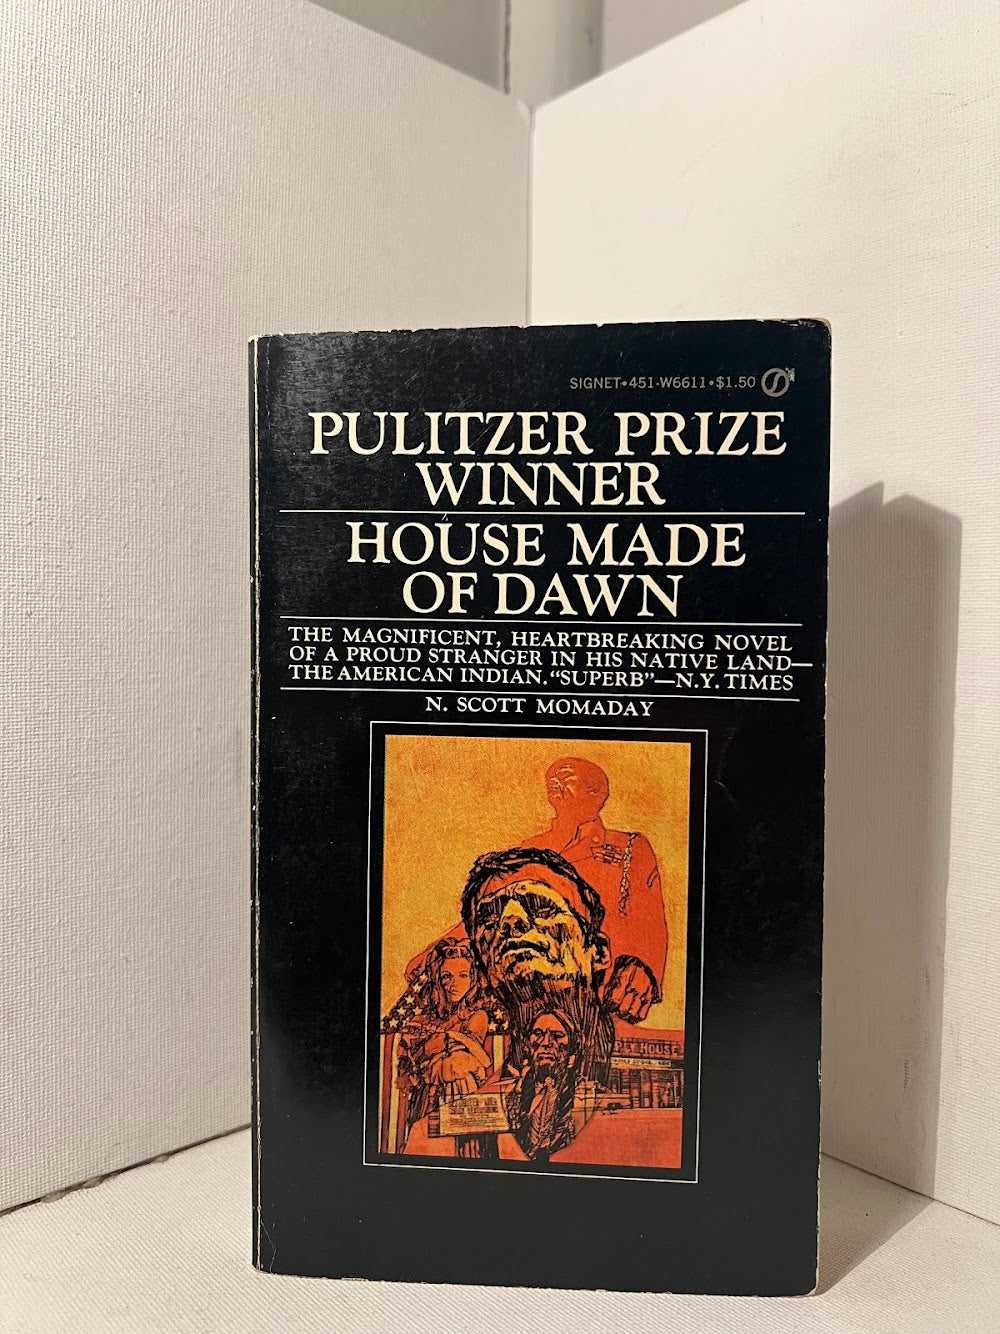 SIGNET•451-W6611•$1.50
PULITZER PRIZE
WINNER
HOUSE MADE
OF DAWN
THE MAGNIFICENT, HEARTBREAKING NOVEL
OF A PROUD STRANGER IN HIS NATIVE LAND—
THE AMERICAN INDIAN. "SUPERB"—N.Y. TIMES
N. SCOTT MOMADAY
HOUSE